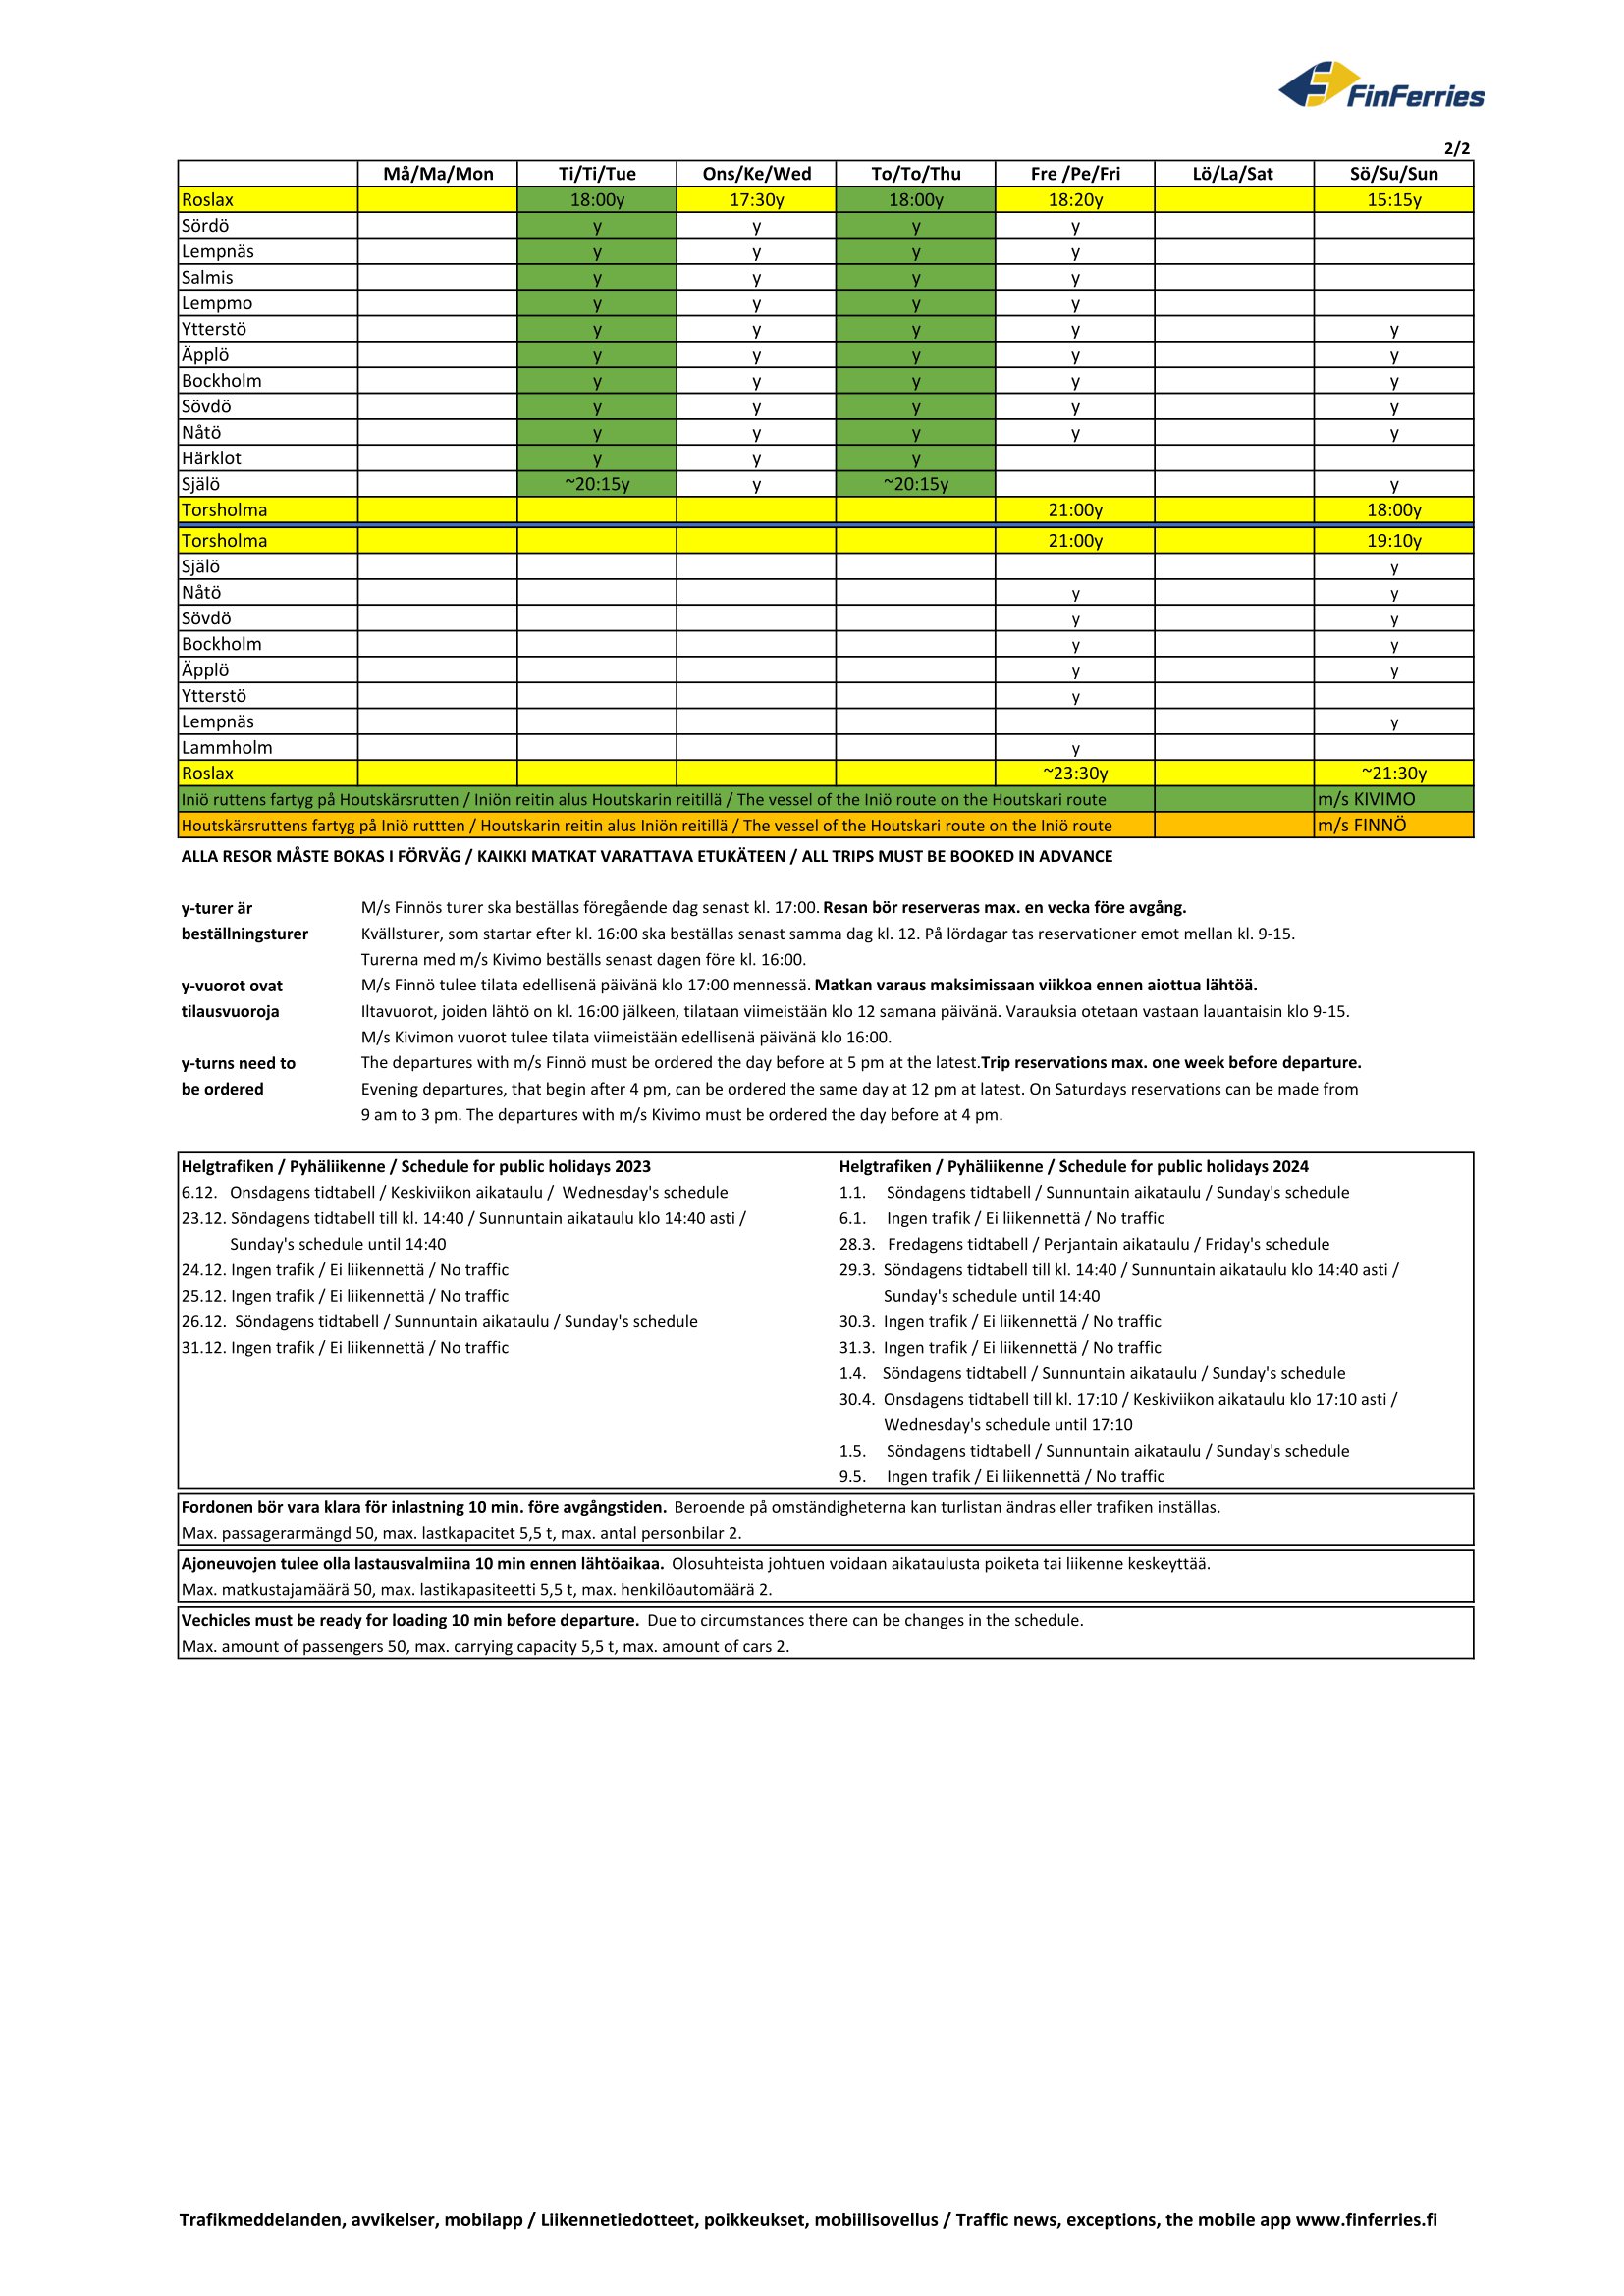 FinFerries
2/2
Må/Ma/Mon Ti/Ti/Tue Ons/Ke/Wed To/To/Thu Fre /Pe/Fri Lö/La/Sat Sö/Su/Sun
Roslax 18:00y 17:30y 18:00y 18:20y 15:15y
Sördö y y y y
Lempnäs y y y y
Salmis y y y y
Lempmo y y y y
Ytterstö y y y y y
Äpplö y y y y y
Bockholm y y y y y
Sövdö y y y y y
Nåtö y y y y y
Härklot y y y
Själö ~20:15y y ~20:15y y
Torsholma 21:00y 18:00y
Torsholma 21:00y 19:10y
Själö y
Nåtö y y
Sövdö y y
Bockholm y y
Äpplö y y
Ytterstö y
Lempnäs y
Lammholm y
Roslax ~23:30y ~21:30y
Iniö ruttens fartyg på Houtskärsrutten / Iniön reitin alus Houtskarin reitillä / The vessel of the Iniö route on the Houtskari route m/s KIVIMO
Houtskärsruttens fartyg på Iniö ruttten / Houtskarin reitin alus Iniön reitillä / The vessel of the Houtskari route on the Iniö route m/s FINNÖ
ALLA RESOR MÅSTE BOKAS I FÖRVÄG / KAIKKI MATKAT VARATTAVA ETUKÄTEEN / ALL TRIPS MUST BE BOOKED IN ADVANCE
y-turer är M/s Finnös turer ska beställas föregående dag senast kl. 17:00. Resan bör reserveras max. en vecka före avgång.
beställningsturer Kvällsturer, som startar efter kl. 16:00 ska beställas senast samma dag kl. 12. På lördagar tas reservationer emot mellan kl. 9-15.
Turerna med m/s Kivimo beställs senast dagen före kl. 16:00.
y-vuorot ovat M/s Finnö tulee tilata edellisenä päivänä klo 17:00 mennessä. Matkan varaus maksimissaan viikkoa ennen aiottua lähtöä.
tilausvuoroja Iltavuorot, joiden lähtö on kl. 16:00 jälkeen, tilataan viimeistään klo 12 samana päivänä. Varauksia otetaan vastaan lauantaisin klo 9-15.
M/s Kivimon vuorot tulee tilata viimeistään edellisenä päivänä klo 16:00.
y-turns need to The departures with m/s Finnö must be ordered the day before at 5 pm at the latest.Trip reservations max. one week before departure.
be ordered Evening departures, that begin after 4 pm, can be ordered the same day at 12 pm at latest. On Saturdays reservations can be made from
9 am to 3 pm. The departures with m/s Kivimo must be ordered the day before at 4 pm.
Helgtrafiken / Pyhäliikenne / Schedule for public holidays 2023
6.12. Onsdagens tidtabell / Keskiviikon aikataulu / Wednesday's schedule
23.12. Söndagens tidtabell till kl. 14:40 / Sunnuntain aikataulu klo 14:40 asti /
Sunday's schedule until 14:40
24.12. Ingen trafik / Ei liikennettä / No traffic
25.12. Ingen trafik / Ei liikennettä / No traffic
26.12. Söndagens tidtabell / Sunnuntain aikataulu / Sunday's schedule
31.12. Ingen trafik / Ei liikennettä / No traffic
Helgtrafiken / Pyhäliikenne / Schedule for public holidays 2024
1.1. Söndagens tidtabell / Sunnuntain aikataulu / Sunday's schedule
6.1. Ingen trafik / Ei liikennettä / No traffic
28.3. Fredagens tidtabell / Perjantain aikataulu / Friday's schedule
29.3. Söndagens tidtabell till kl. 14:40 / Sunnuntain aikataulu klo 14:40 asti /
Sunday's schedule until 14:40
30.3. Ingen trafik / Ei liikennettä / No traffic
31.3. Ingen trafik / Ei liikennettä / No traffic
1.4. Söndagens tidtabell / Sunnuntain aikataulu / Sunday's schedule
30.4. Onsdagens tidtabell till kl. 17:10 / Keskiviikon aikataulu klo 17:10 asti /
Wednesday's schedule until 17:10
1.5. Söndagens tidtabell / Sunnuntain aikataulu / Sunday's schedule
9.5. Ingen trafik / Ei liikennettä / No traffic
Fordonen bör vara klara för inlastning 10 min. före avgångstiden. Beroende på omständigheterna kan turlistan ändras eller trafiken inställas.
Max. passagerarmängd 50, max. lastkapacitet 5,5 t, max. antal personbilar 2.
Ajoneuvojen tulee olla lastausvalmiina 10 min ennen lähtöaikaa. Olosuhteista johtuen voidaan aikataulusta poiketa tai liikenne keskeyttää.
Max. matkustajamäärä 50, max. lastikapasiteetti 5,5 t, max. henkilöautomäärä 2.
Vechicles must be ready for loading 10 min before departure. Due to circumstances there can be changes in the schedule.
Max. amount of passengers 50, max. carrying capacity 5,5 t, max. amount of cars 2.
Trafikmeddelanden, avvikelser, mobilapp / Liikennetiedotteet, poikkeukset, mobiilisovellus / Traffic news, exceptions, the mobile app www.finferries.fi